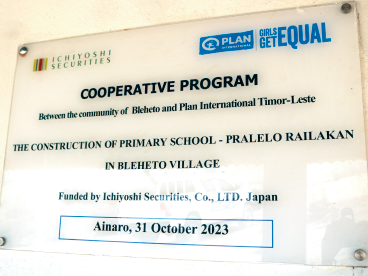 ICHIYOSHI
SECURITIES
PLAN
INTERNATIONAL
GIRLS
GET EQUAL
COOPERATIVE PROGRAM
Between the community of Bleheto and Plan International Timor-Leste
THE CONSTRUCTION OF PRIMARY SCHOOL - PRALELO RAILAKAN
IN BLEHETO VILLAGE
Funded by Ichiyoshi Securities, Co., LTD. Japan
Ainaro, 31 October 2023